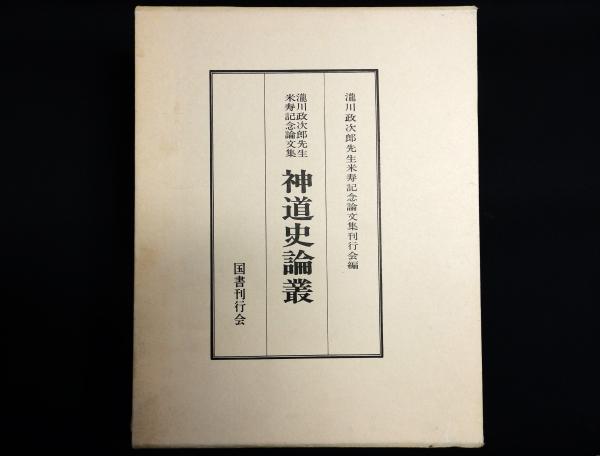 瀧川政次郎先生米寿記念論文集刊行会編
瀧川政次郎先生
米寿記念論文集
神道史論叢
国書刊行会